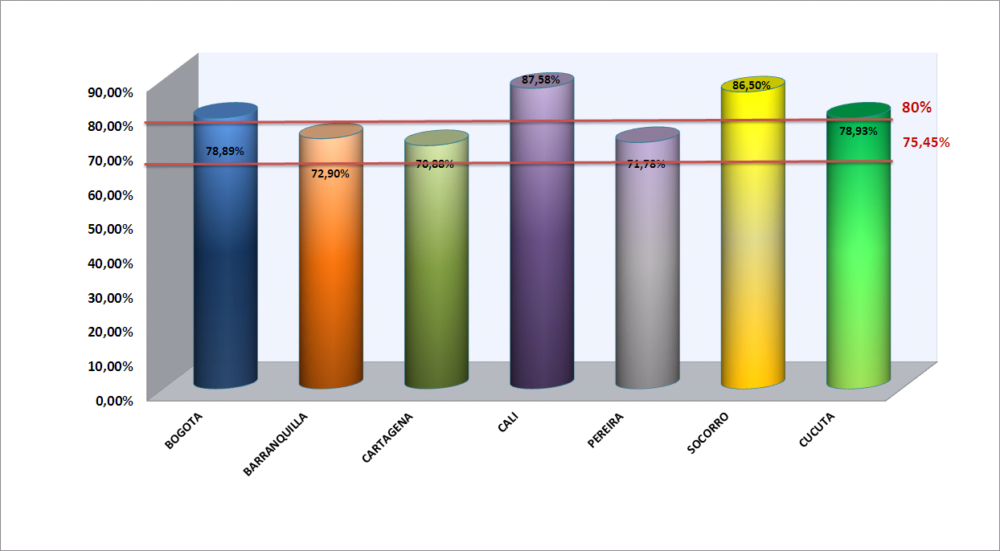 90,00%
80,00%
70,00%
60,00%
50,00%
40,00%
30,00%
20,00%
10,00%
0,00%
78,89%
72,90%
70,88%
87,58%
71,78%
86,50%
78,93%
80%
75,45%
BOGOTA
BARRANQUILLA
CARTAGENA
CALI
PEREIRA
SOCORRO
CUCUTA